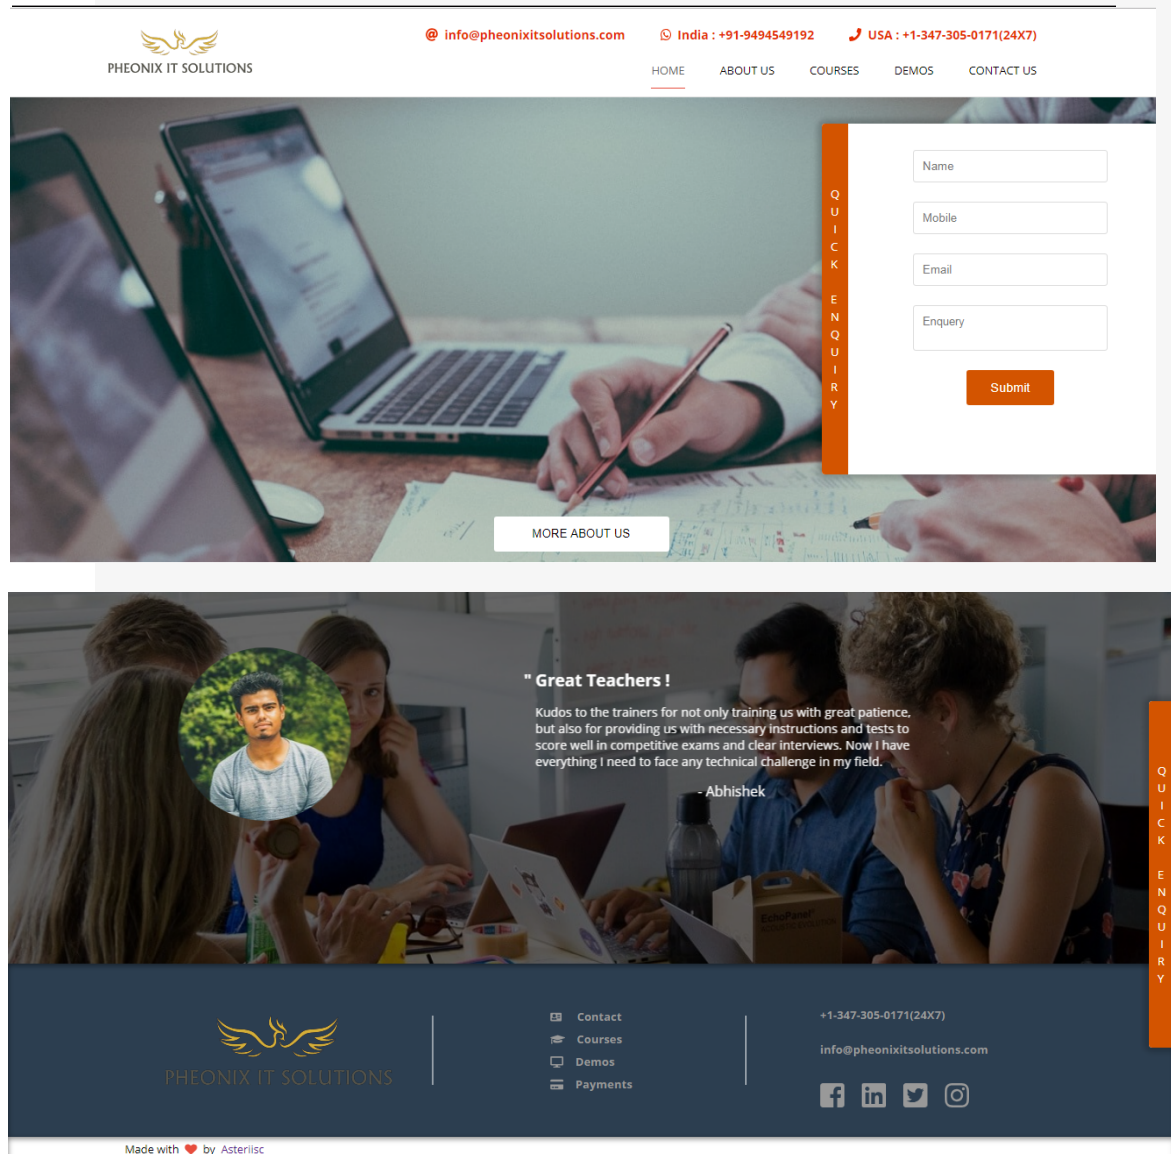 @ info@pheonixitsolutions.com India : +91-9494549192 USA : +1-347-305-0171(24X7)
PHEONIX IT SOLUTIONS
HOME ABOUT US COURSES DEMOS CONTACT US
QUICK ENQUIRY
Name
Mobile
Email
Enquery
Submit
MORE ABOUT US
" Great Teachers !
Kudos to the trainers for not only training us with great patience,
but also for providing us with necessary instructions and tests to
score well in competitive exams and clear interviews. Now I have
everything I need to face any technical challenge in my field.
- Abhishek
EchoPanel
QUICK ENQUIRY
PHEONIX IT SOLUTIONS
Contact
Courses
Demos
Payments
+1-347-305-0171(24X7)
info@pheonixitsolutions.com
Made with ❤ by Asteriisc